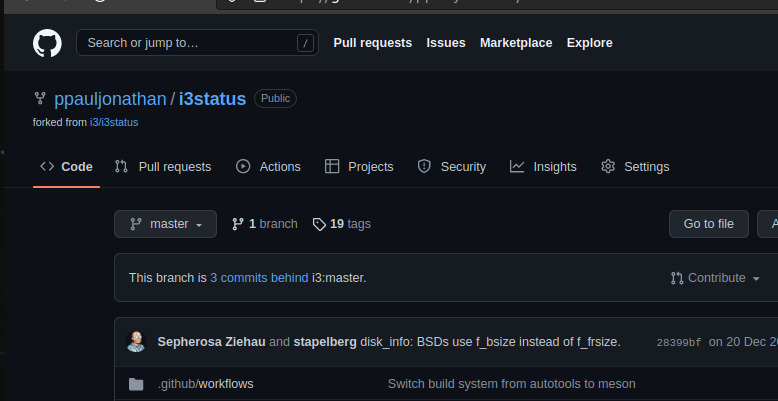 Search or jump to… /
Pull requests Issues Marketplace Explore
ppauljonathan / i3status Public
forked from i3/i3status
Code Pull requests Actions Projects Security Insights Settings
master 1 branch 19 tags Go to file
This branch is 3 commits behind i3:master. Contribute
Sepherosa Ziehau and stapelberg disk_info: BSDs use f_bsize instead of f_frsize. 28399bf on 20 Dec
.github/workflows Switch build system from autotools to meson